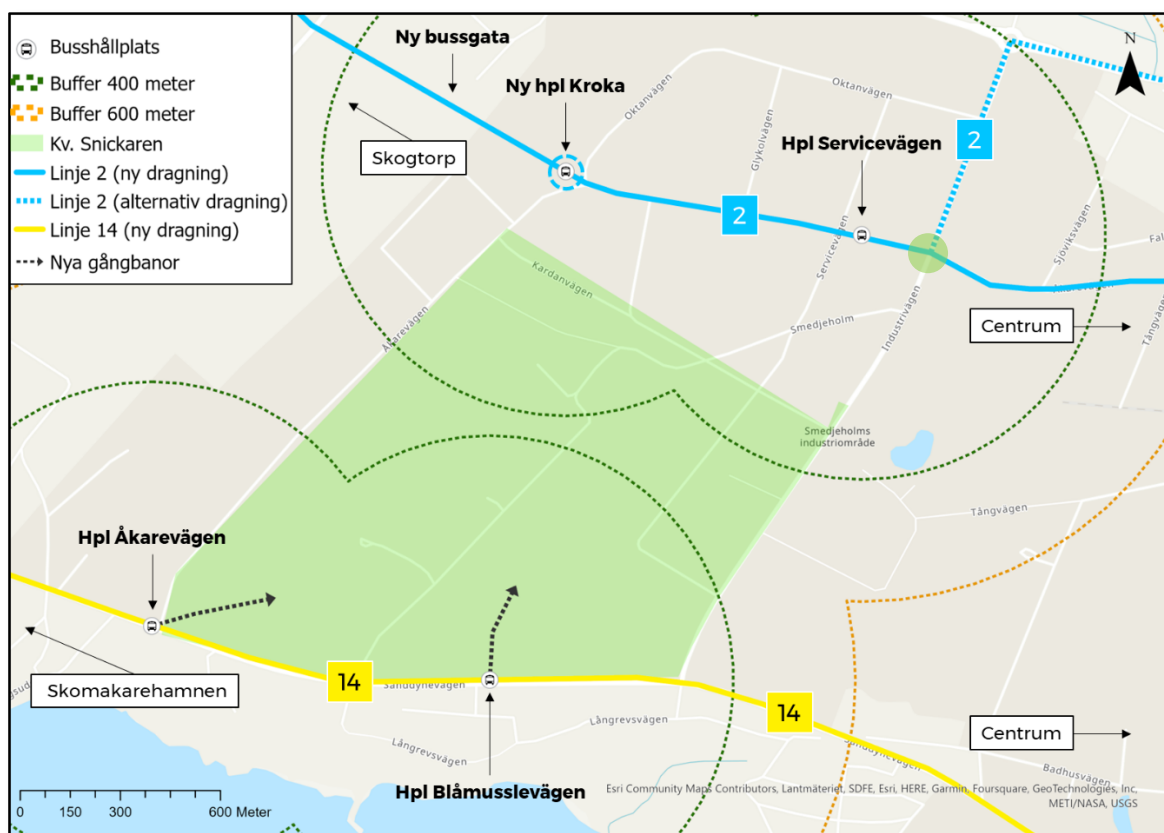 Busshållplats
Buffer 400 meter
Buffer 600 meter
Kv. Snickaren
Linje 2 (ny dragning)
Linje 2 (alternativ dragning)
Linje 14 (ny dragning)
Nya gångbanor
Ny bussgata
Ny hpl Kroka
Skogtorp
Oktanvägen
Oktanvägen
Glykolvägen
Hpl Servicevägen
N
2
2
Servicevägen
Sjöviksvägen
Kardanvägen
Åkarevägen
Smedjeholm
Industrivägen
Centrum
Tångvägen
Smedjeholms
industriområde
Tångvägen
Hpl Åkarevägen
Skomakarehamnen
14
Sanddynevägen
14
Långrevsvägen
Långrevsvägen
Centrum
Badhusvägen
Hpl Blåmusslevägen
0 150 300 600 Meter
Esri Community Maps Contributors, Lantmäteriet, SDFE, Esri, HERE, Garmin, Foursquare, GeoTechnologies, Inc,
METI/NASA, USGS